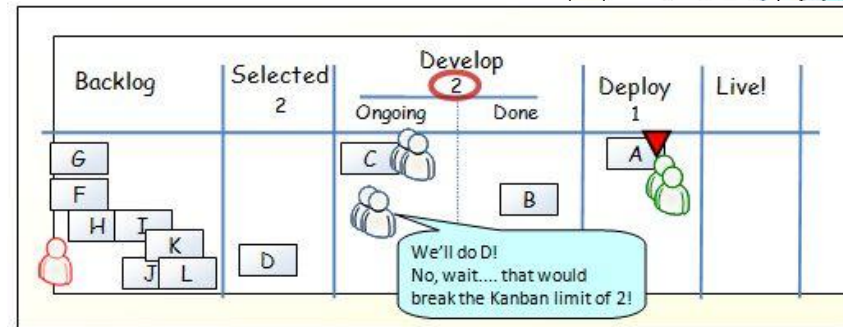 Backlog
Selected
2
Develop
2
Ongoing
Done
Deploy
1
Live!
G
F
H
I
K
J
L
D
C
B
A
We'll do D!
No, wait.... that would
break the Kanban limit of 2!